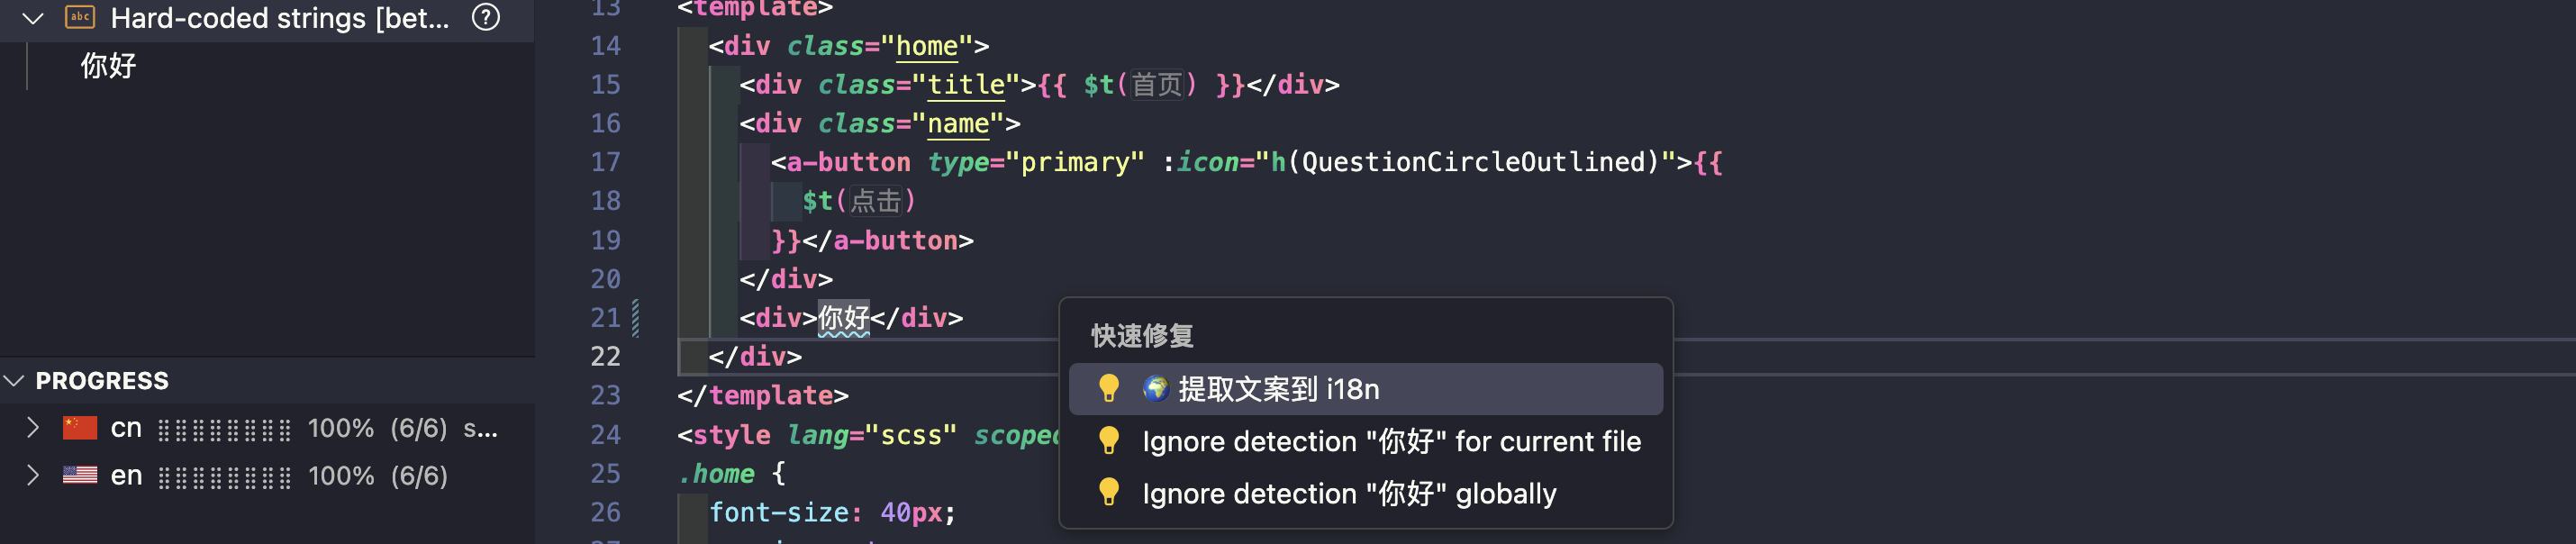 Hard-coded strings [bet...
你好
PROGRESS
cn 100% (6/6) s...
en 100% (6/6)
13 <template>
14 <div class="home">
15 <div class="title">{{ $t(首页) }}</div>
16 <div class="name">
17 <a-button type="primary" :icon="h(QuestionCircleOutlined)">{{
18 $t(点击)
19 }}</a-button>
20 </div>
21 <div>你好</div>
22 </div>
23 </template>
24 <style lang="scss" scoped
25 .home {
26 font-size: 40px;
快速修复
提取文案到 i18n
Ignore detection "你好" for current file
Ignore detection "你好" globally